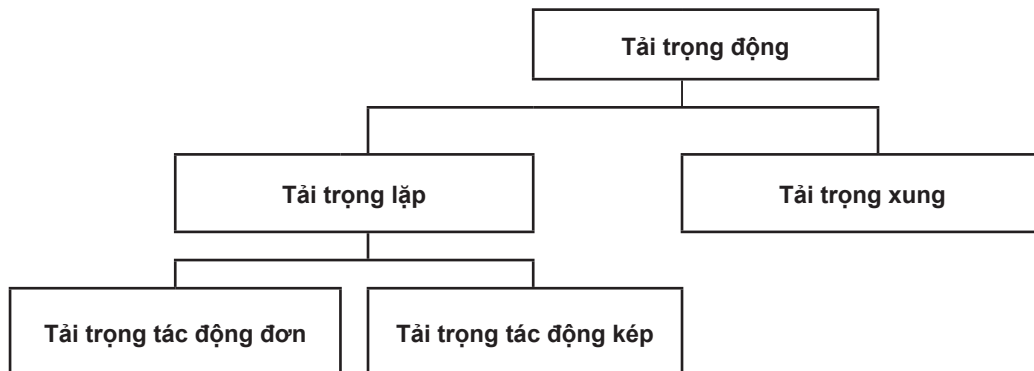 Tải trọng động
Tải trọng lặp
Tải trọng xung
Tải trọng tác động đơn
Tải trọng tác động kép